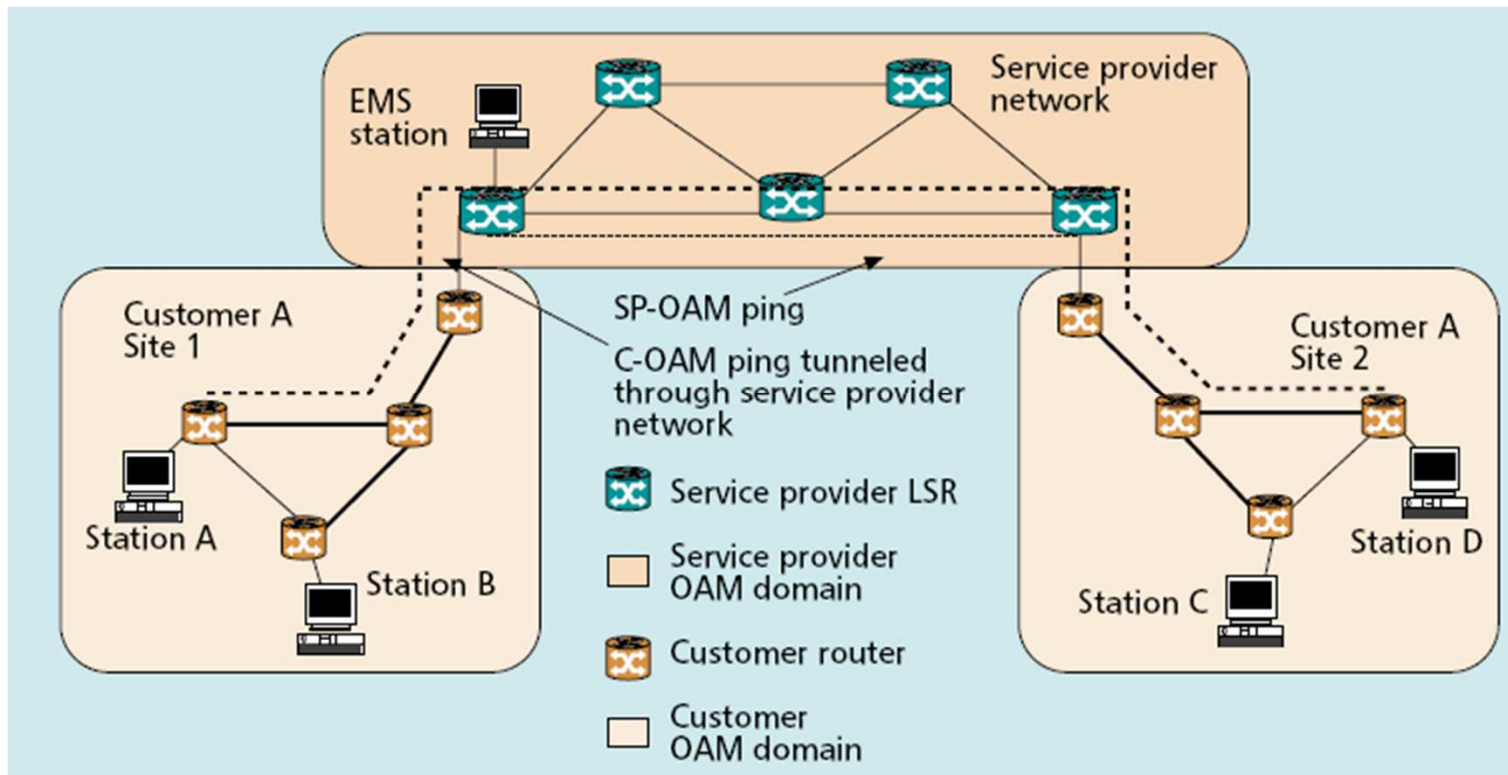 EMS
station
Service provider
network
Customer A
Site 1
SP-OAM ping
C-OAM ping tunneled
through service provider
network
Customer A
Site 2
Station A
Station B
Service provider LSR
Service provider
OAM domain
Customer router
Customer
OAM domain
Station C
Station D